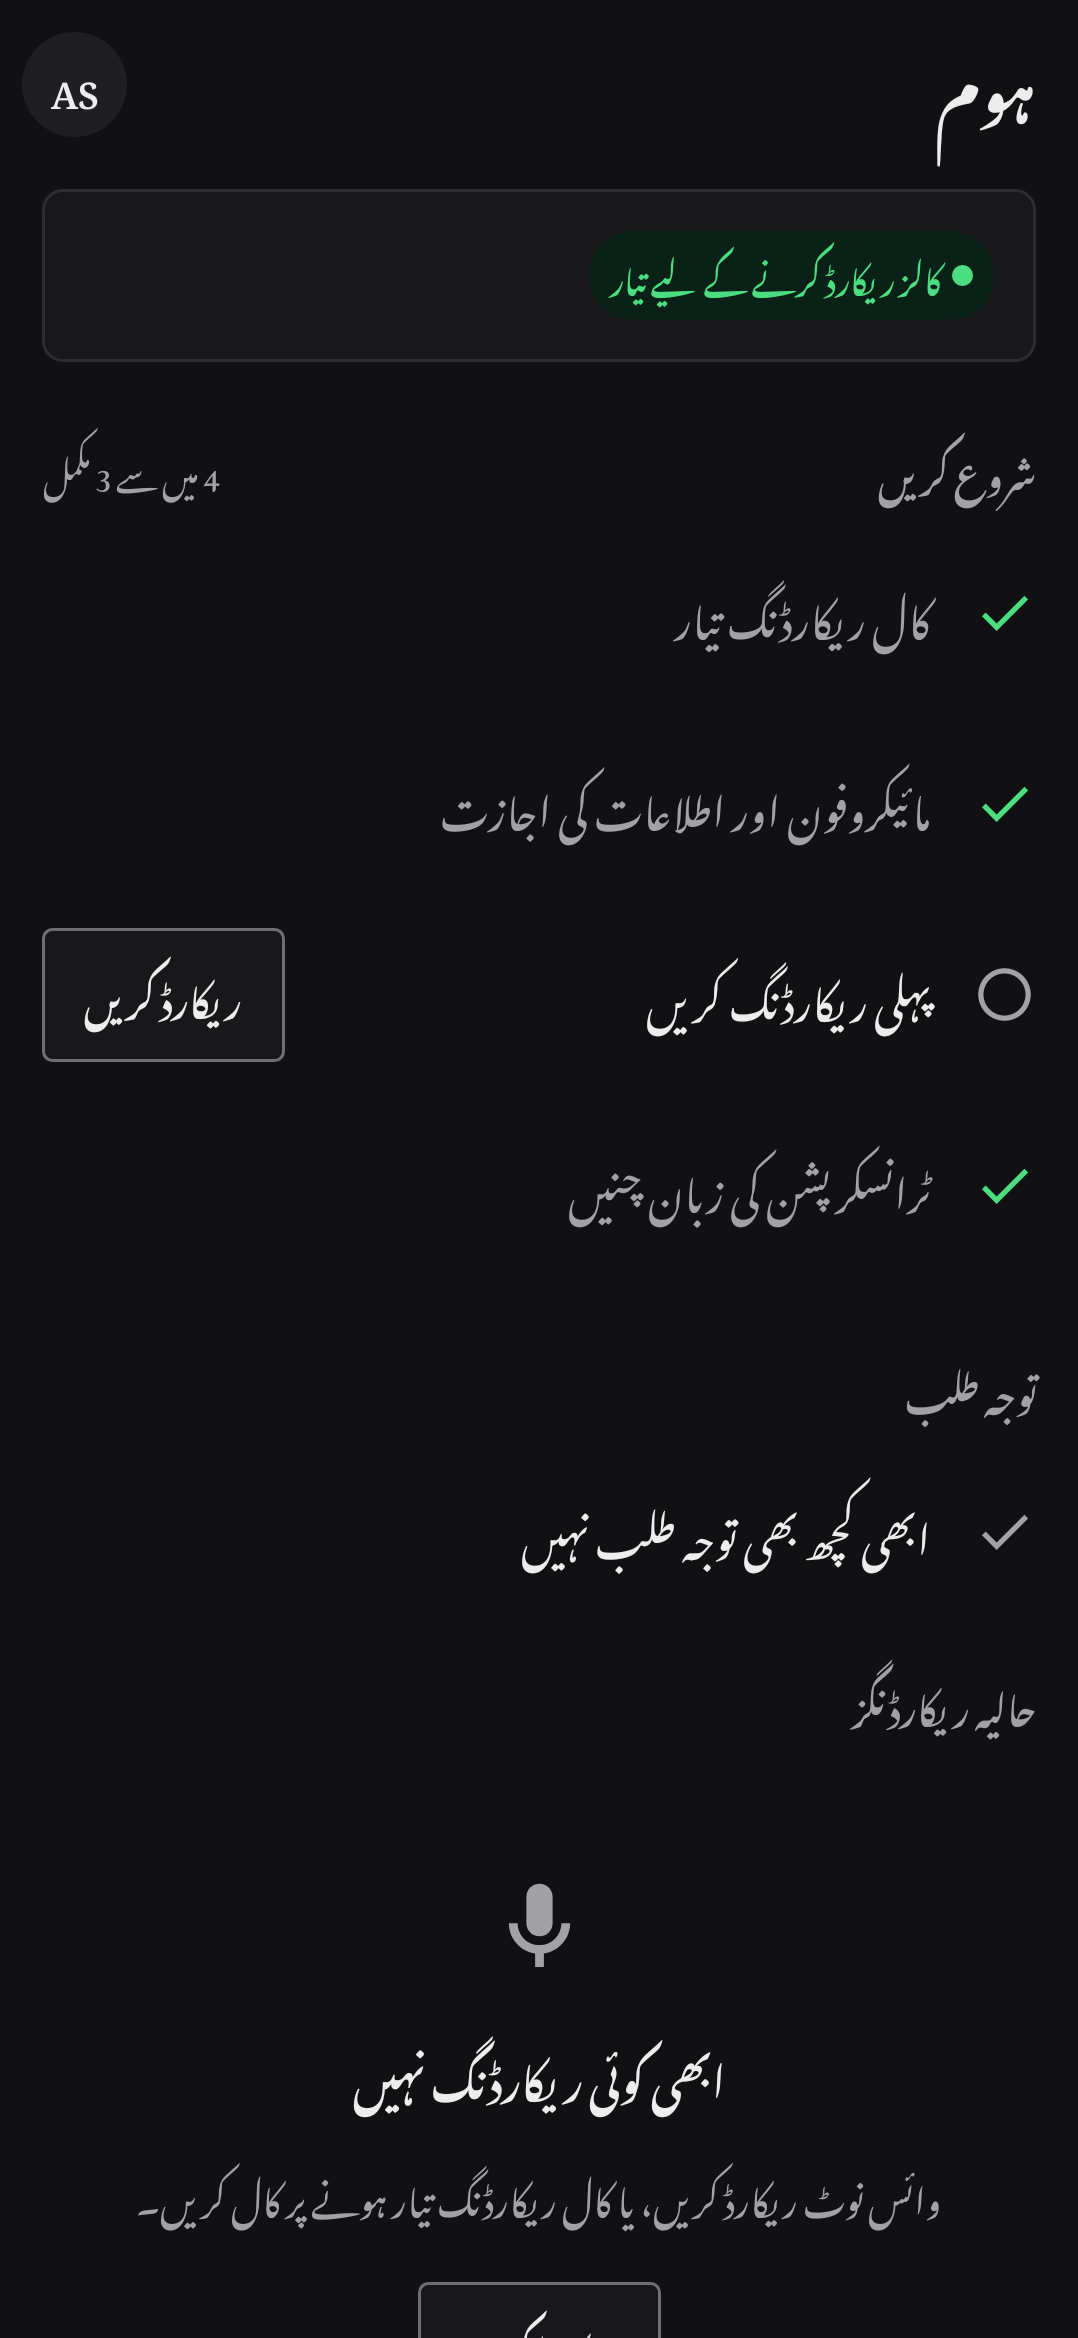 ہوم
AS
کالز ریکارڈ کرنے کے لیے تیار
شروع کریں
4 میں سے 3 مکمل
کال ریکارڈنگ تیار
مائیکروفون اور اطلاعات کی اجازت
پہلی ریکارڈنگ کریں
ریکارڈ کریں
ٹرانسکرپشن کی زبان چنیں
توجہ طلب
ابھی کچھ بھی توجہ طلب نہیں
حالیہ ریکارڈنگز
ابھی کوئی ریکارڈنگ نہیں
وائس نوٹ ریکارڈ کریں، یا کال ریکارڈنگ تیار ہونے پر کال کریں۔